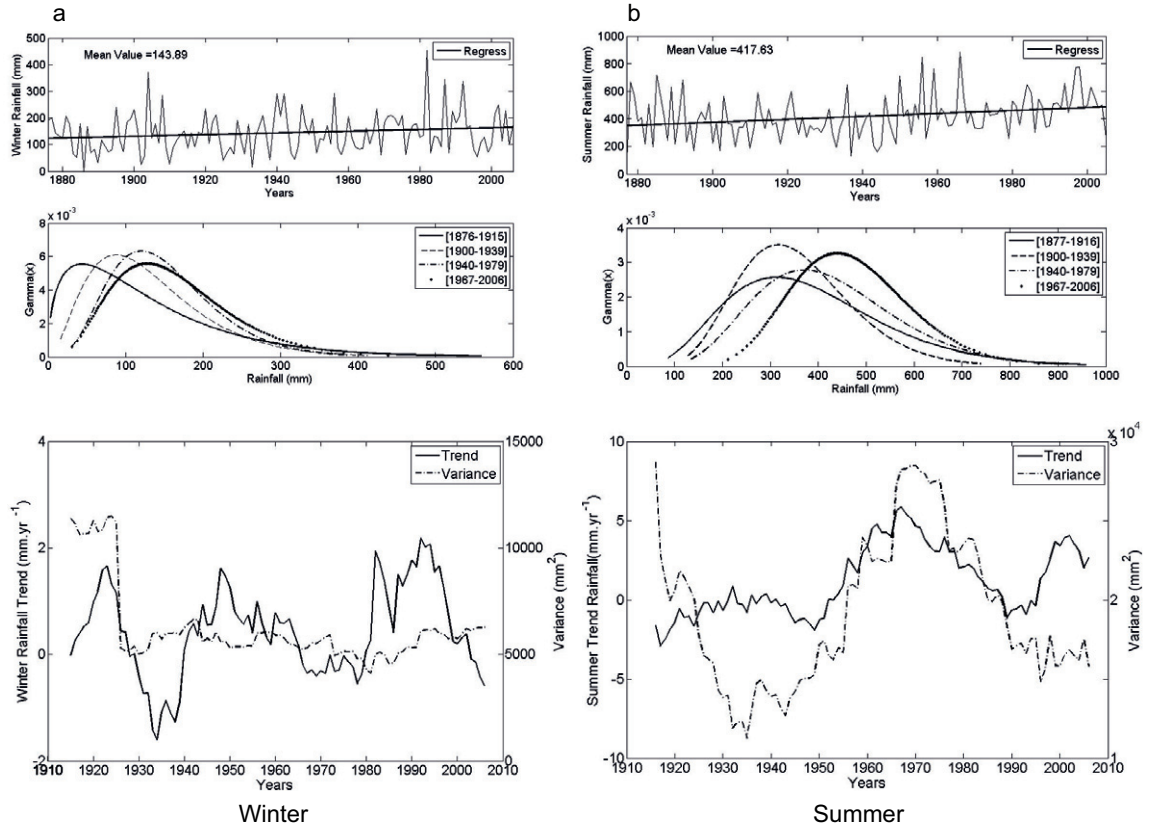 a
Mean Value =143.89
Regress
Winter Rainfall (mm)
500
400
300
200
100
0
1880 1900 1920 1940 1960 1980 2000
Years
x 10-3
[1876-1915]
[1900-1939]
[1940-1979]
[1967-2006]
Gamma(x)
8
6
4
2
0
0 100 200 300 400 500 600
Rainfall (mm)
Trend
Variance
Winter Rainfall Trend (mm.yr -1)
4
2
0
-2
15000
10000
5000
0
Variance (mm2)
1910 1920 1930 1940 1950 1960 1970 1980 1990 2000 2010
Years
Winter
b
Mean Value =417.63
Regress
Summer Rainfall (mm)
1000
800
600
400
200
0
1880 1900 1920 1940 1960 1980 2000
Years
x 10-3
[1877-1916]
[1900-1939]
[1940-1979]
[1967-2006]
Gamma(x)
4
3
2
1
0
0 100 200 300 400 500 600 700 800 900 1000
Rainfall (mm)
x 104
Trend
Variance
Summer Trend Rainfall(mm.yr -1)
10
5
0
-5
-10
3
2
1
Variance (mm2)
1910 1920 1930 1940 1950 1960 1970 1980 1990 2000 2010
Years
Summer